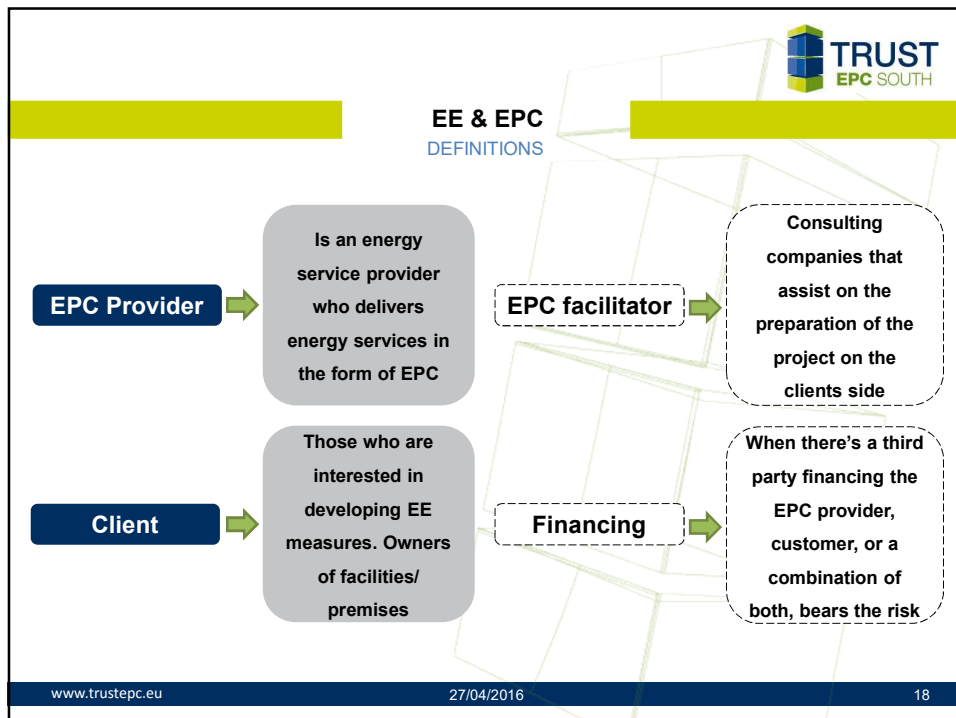 TRUST
EPC SOUTH
EE & EPC
DEFINITIONS
EPC Provider
Is an energy
service provider
who delivers
energy services in
the form of EPC
EPC facilitator
Consulting
companies that
assist on the
preparation of the
project on the
clients side
Client
Those who are
interested in
developing EE
measures. Owners
of facilities/
premises
Financing
When there’s a third
party financing the
EPC provider,
customer, or a
combination of
both, bears the risk
www.trustepc.eu
27/04/2016
18